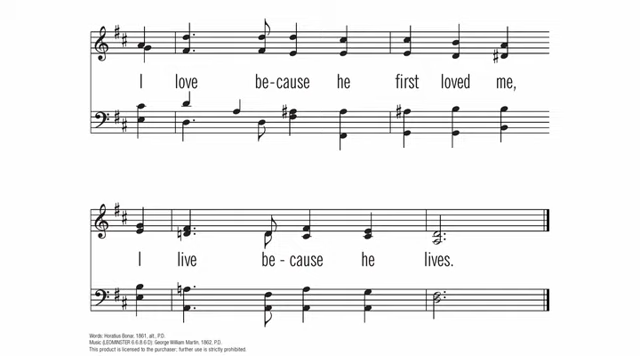 I love be-cause he first loved me,
I live be - cause he lives.
Words: Horatius Bonar, 1861, alt., P.D.
Music (LEOMINSTER 6.6.8.6 D): George William Martin, 1862, P.D.
This product is licensed to the purchaser; further use is strictly prohibited.